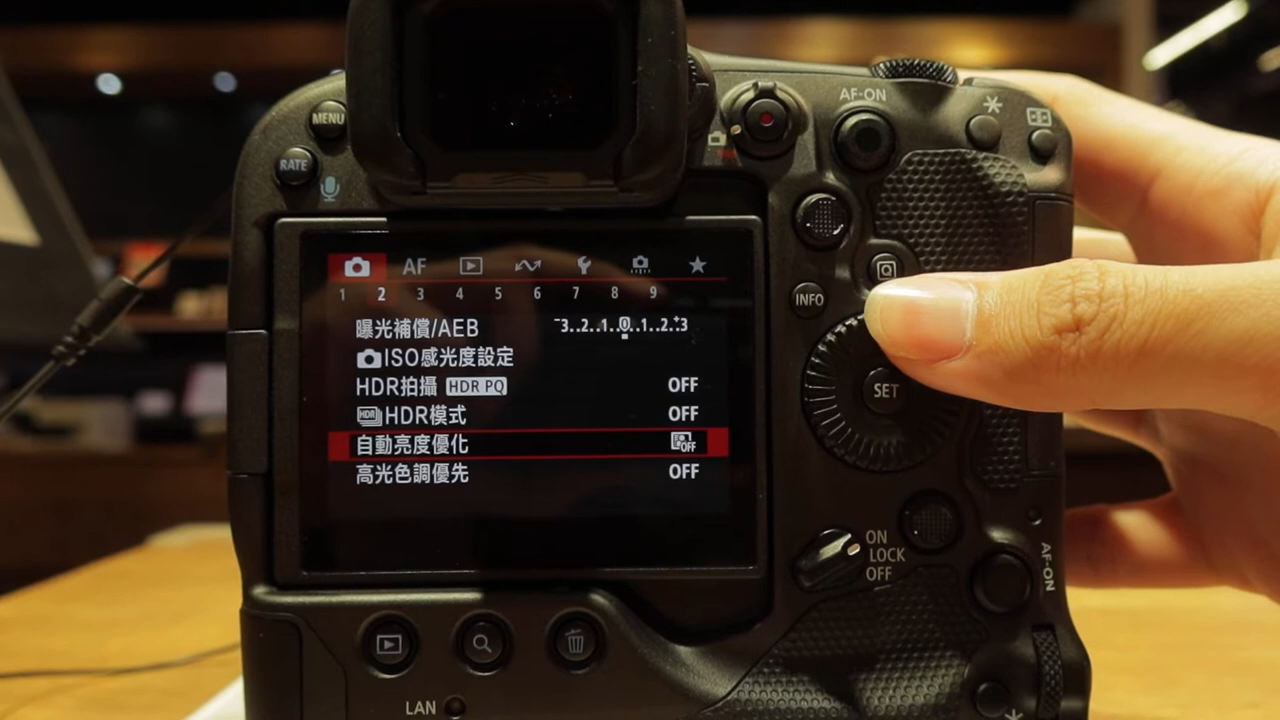 AF-ON
MENU
RATE
AF
1 2 3 4 5 6 7 8 9
Q
INFO
曝光補償/AEB -3..2..1..0..1..2.+3
ISO感光度設定
HDR拍攝 HDR PQ OFF
HDR HDR模式 OFF
SET
自動亮度優化 OFF
高光色調優先 OFF
ON
LOCK
OFF
AF-ON
LAN